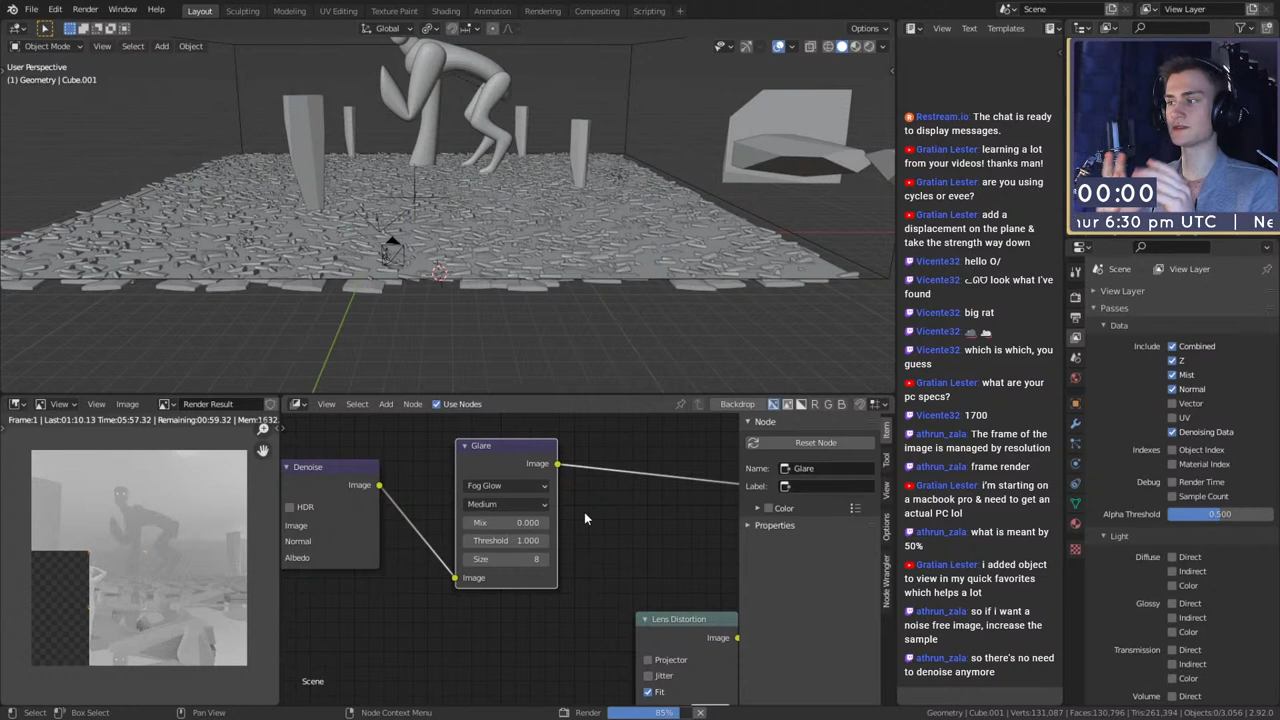 File Edit Render Window Help Layout Sculpting Modeling UV Editing Texture Paint Shading Animation Rendering Compositing Scripting + Scene View Layer
Global Options
Object Mode View Select Add Object View Text Templates
User Perspective
(1) Geometry | Cube.001
Restream.io The chat is ready
to display messages.
Gratian Lester: learning a lot
from your videos! thanks man!
Gratian Lester: are you using
cycles or evee?
Gratian Lester: add a
displacement on the plane &
take the strength way down
Vicente32: hello O/
Vicente32: look what I've
found
Vicente32: big rat
Vicente32:
Vicente32: which is which, you
guess
Gratian Lester: what are your
pc specs?
Vicente32: 1700
athrun_zala: The frame of the
image is managed by resolution
athrun_zala: frame render
Gratian Lester: i'm starting on
a macbook pro & need to get an
actual PC lol
athrun_zala: what is meant by
50%
Gratian Lester: i added object
to view in my quick favorites
which helps a lot
athrun_zala: so if i want a
noise free image, increase the
sample
athrun_zala: so there's no need
to denoise anymore
00:00
ur 6:30 pm UTC | Ne
Scene View Layer
View Layer
Passes
Data
Include Combined
Z
Mist
Normal
Vector
UV
Denoising Data
Indexes Object Index
Material Index
Debug Render Time
Sample Count
Alpha Threshold 0.500
Light
Diffuse Direct
Indirect
Color
Glossy Direct
Indirect
Color
Transmission Direct
Indirect
Color
Volume Direct
View View Image Render Result
Frame:1 | Last:01:10.13 Time:05:57.32 | Remaining:00:59.32 | Mem:1632.
View Select Add Node Use Nodes Backdrop R G B
Denoise
Image
HDR
Image
Normal
Albedo
Glare
Image
Fog Glow
Medium
Mix 0.000
Threshold 1.000
Size 8
Image
Lens Distortion
Image
Projector
Jitter
Fit
Scene
Node
Reset Node
Name: Glare
Label:
Color
Properties
Item
Tool
View
Options
Node Wrangler
Select Box Select Pan View Node Context Menu Render 85% Geometry | Cube.001 | Verts:131,087 | Faces:130,796 | Tris:261,394 | Objects:0/3,056 | 2.92.0